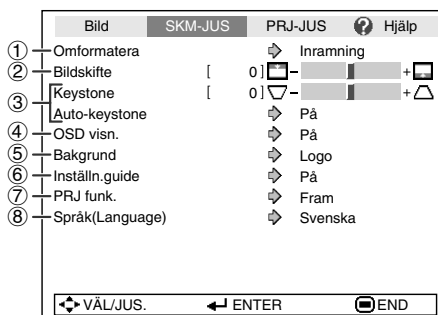 Bild SKM-JUS PRJ-JUS ? Hjälp
① Omformatera Inramning
② Bildskifte [ 0] - +
③ Keystone [ 0] - +
Auto-keystone På
④ OSD visn. På
⑤ Bakgrund Logo
⑥ Inställn.guide På
⑦ PRJ funk. Fram
⑧ Språk(Language) Svenska
VÄL/JUS. ENTER END